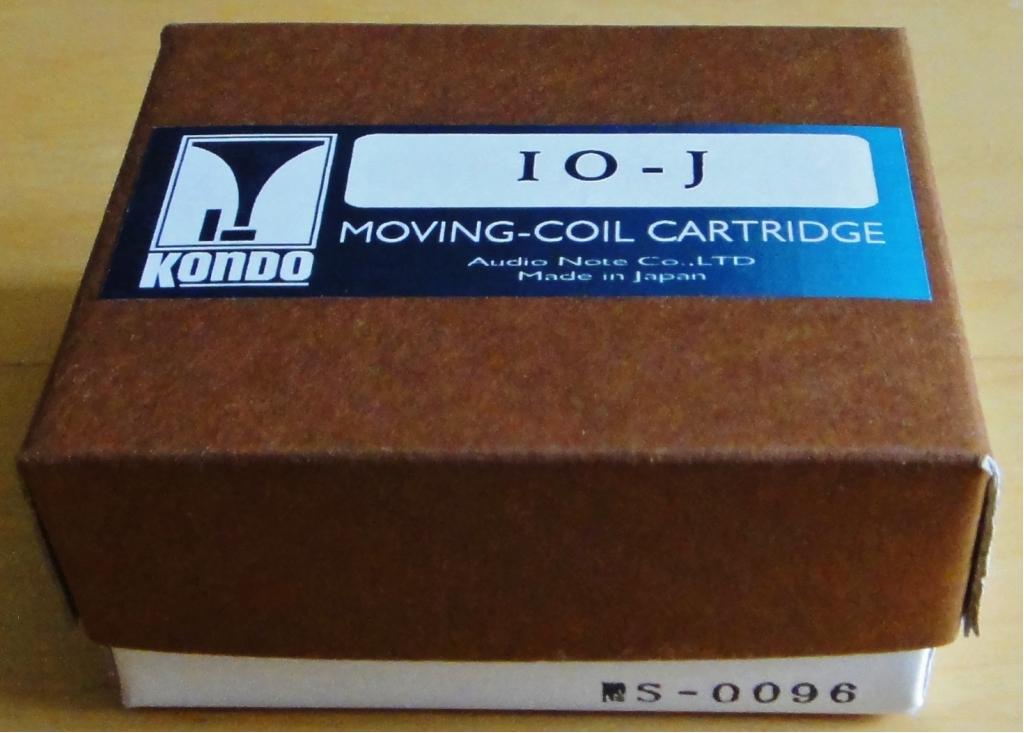 IO-J
MOVING-COIL CARTRIDGE
Audio Note Co.,LTD
Made in Japan
KONDO
S-0096